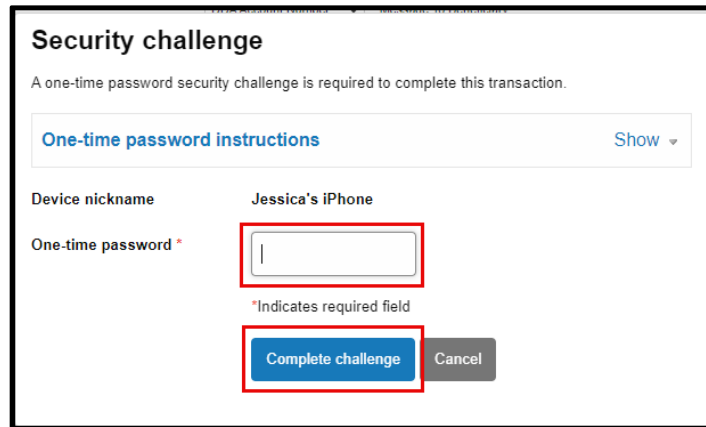 Security challenge
A one-time password security challenge is required to complete this transaction.
One-time password instructions Show
Device nickname Jessica's iPhone
One-time password *
*Indicates required field
Complete challenge Cancel